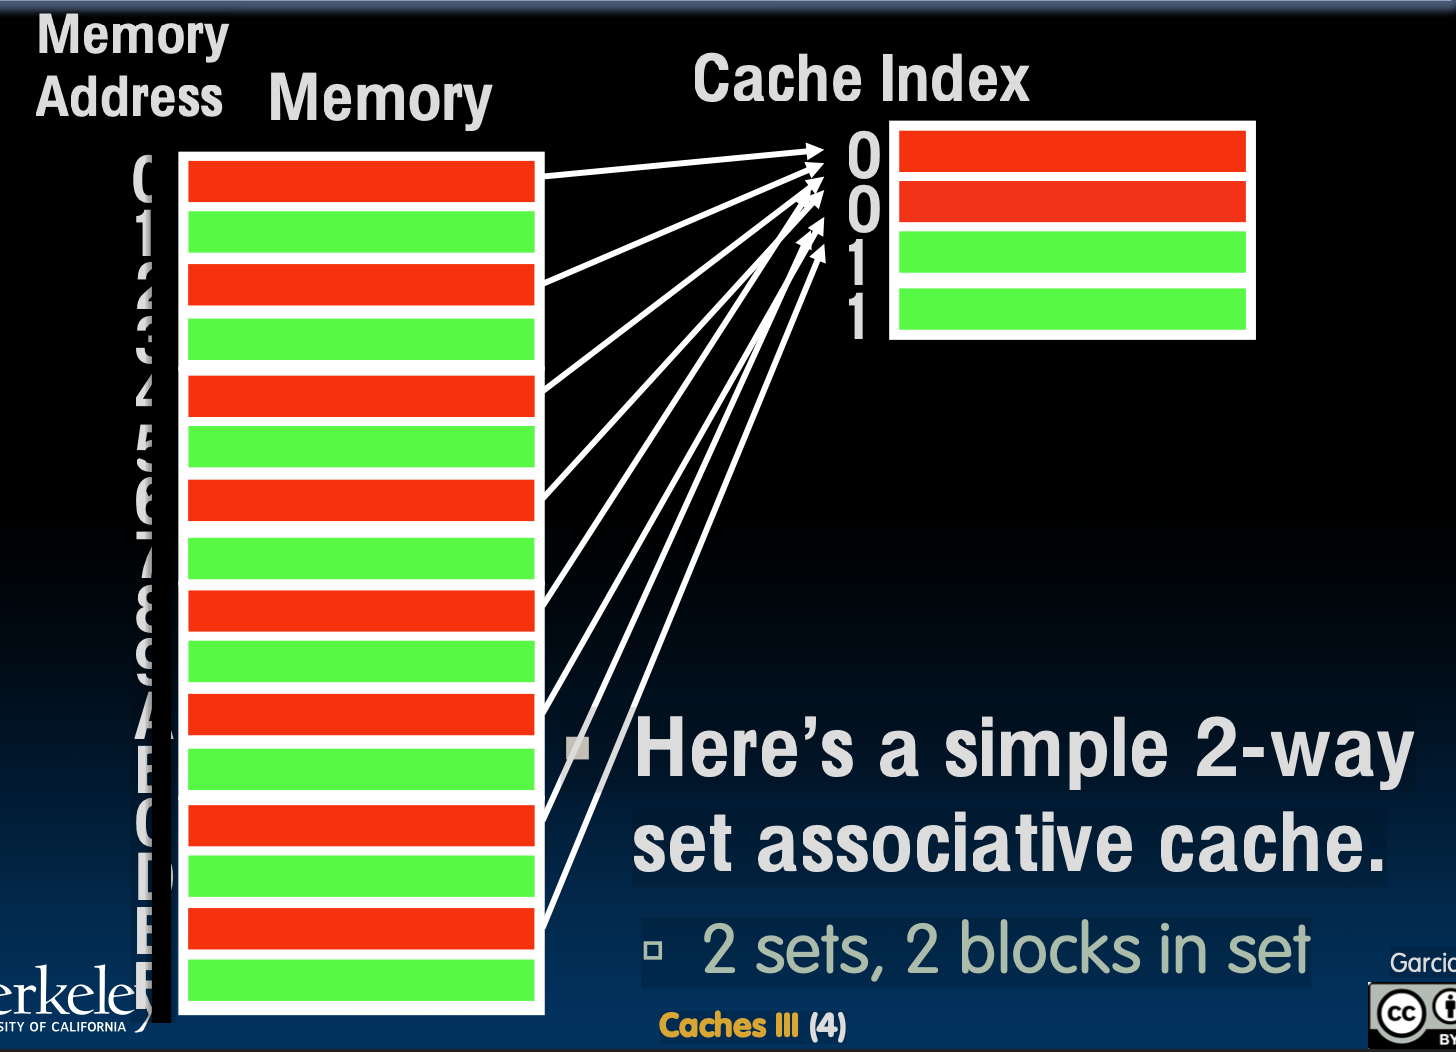 Memory
Address
Memory
Cache Index
0
1
2
3
4
5
6
7
8
9
A
C
D
0
0
1
1
Here’s a simple 2-way
set associative cache.
2 sets, 2 blocks in set
Caches III (4)
SITY OF CALIFORNIA
cc
BY